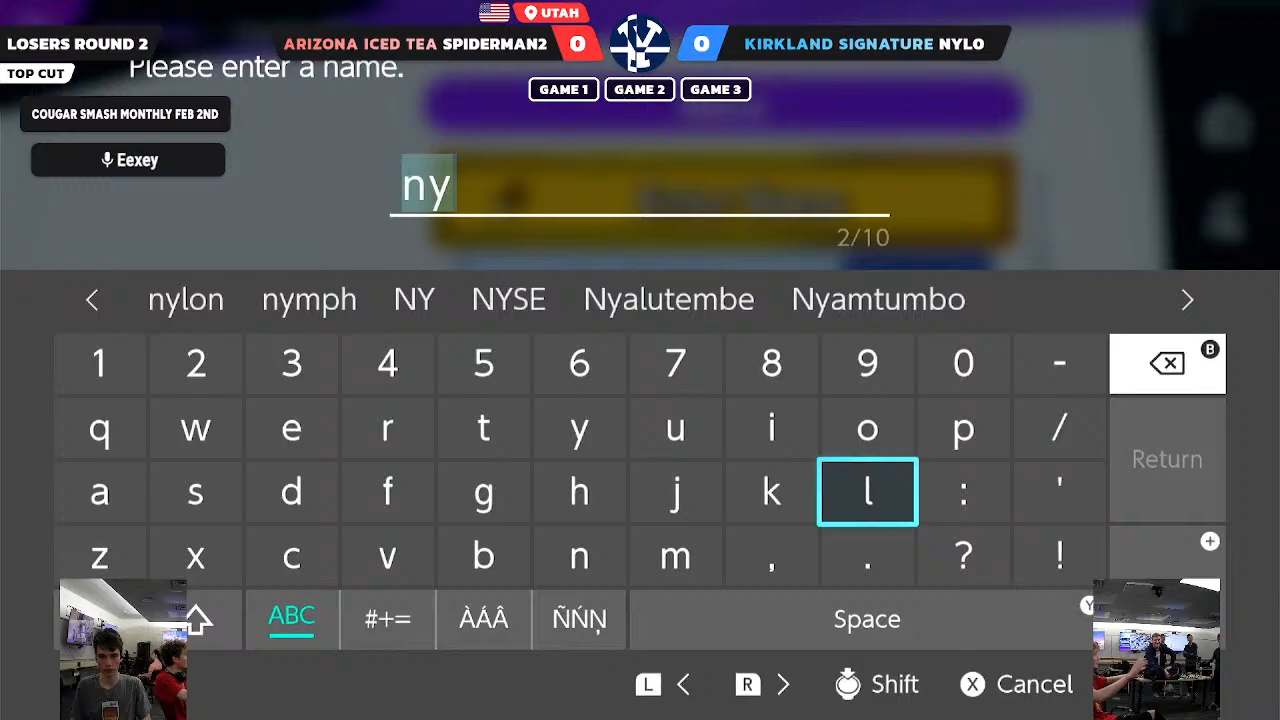 UTAH
LOSERS ROUND 2
ARIZONA ICED TEA SPIDERMAN2 0
0 KIRKLAND SIGNATURE NYLO
TOP CUT
Please enter a name.
GAME 1 GAME 2 GAME 3
COUGAR SMASH MONTHLY FEB 2ND
Eexey
ny
2/10
< nylon nymph NY NYSE Nyalutembe Nyamtumbo >
1 2 3 4 5 6 7 8 9 0 - B
q w e r t y u i o p /
Return
a s d f g h j k l : '
z x c v b n m , . ? ! +
ABC #+= ÀÁÂ ÑŃŅ Space Y
L < R > Shift X Cancel